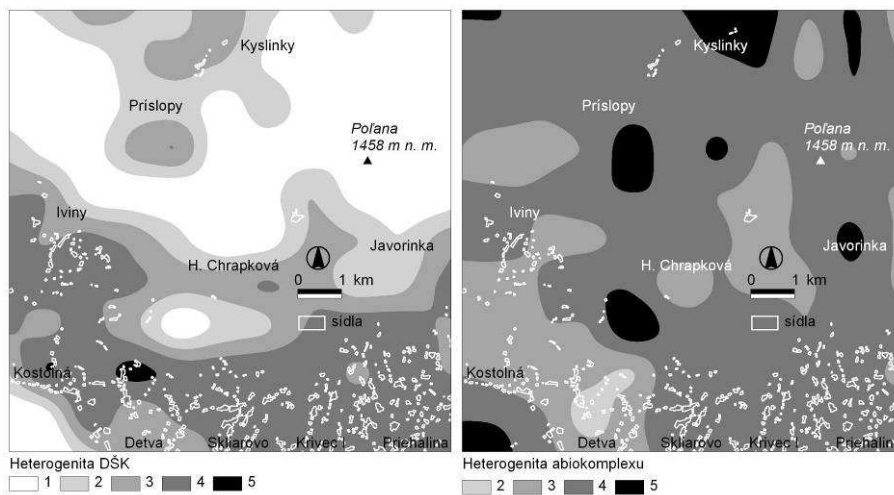 Kyslinky
Príslopy
Poľana
1458 m n. m.
Iviny
Javorinka
H. Chrapková
0 1 km
sídla
Kostolná
Detva Skliarovo Krivec I Priehalina
Heterogenita DŠK
1 2 3 4 5
Kyslinky
Príslopy
Poľana
1458 m n. m.
Iviny
Javorinka
H. Chrapková
0 1 km
sídla
Kostolná
Detva Skliarovo Krivec I Priehalina
Heterogenita abiokomplexu
2 3 4 5